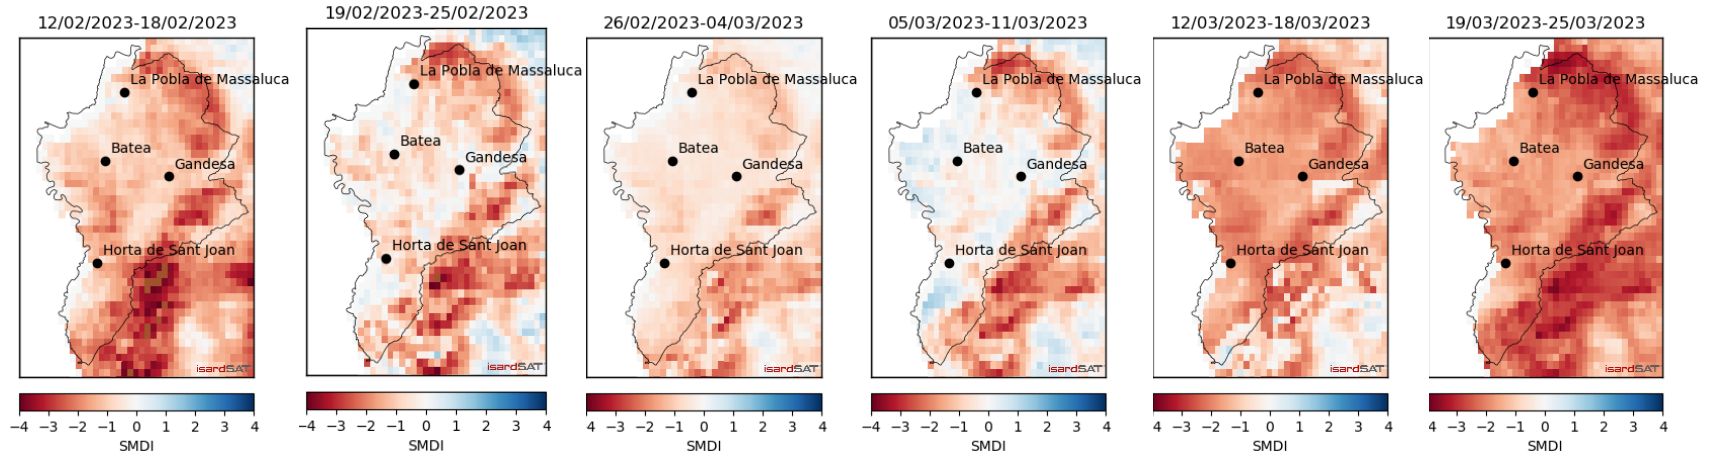 12/02/2023-18/02/2023
La Pobla de Massaluca
Batea
Gandesa
Horta de Sant Joan
isardSAT
−4 −3 −2 −1 0 1 2 3 4
SMDI
19/02/2023-25/02/2023
La Pobla de Massaluca
Batea
Gandesa
Horta de Sant Joan
isardSAT
−4 −3 −2 −1 0 1 2 3 4
SMDI
26/02/2023-04/03/2023
La Pobla de Massaluca
Batea
Gandesa
Horta de Sant Joan
isardSAT
−4 −3 −2 −1 0 1 2 3 4
SMDI
05/03/2023-11/03/2023
La Pobla de Massaluca
Batea
Gandesa
Horta de Sant Joan
isardSAT
−4 −3 −2 −1 0 1 2 3 4
SMDI
12/03/2023-18/03/2023
La Pobla de Massaluca
Batea
Gandesa
Horta de Sant Joan
isardSAT
−4 −3 −2 −1 0 1 2 3 4
SMDI
19/03/2023-25/03/2023
La Pobla de Massaluca
Batea
Gandesa
Horta de Sant Joan
isardSAT
−4 −3 −2 −1 0 1 2 3 4
SMDI